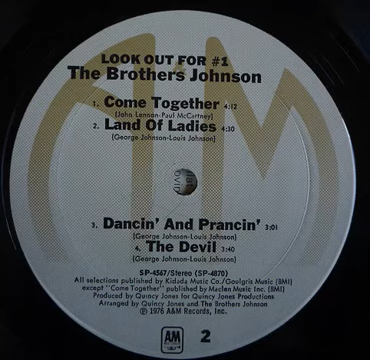 LOOK OUT FOR #1
The Brothers Johnson
1. Come Together 4:12
(John Lennon-Paul McCartney)
2. Land Of Ladies 4:30
(George Johnson-Louis Johnson)
3. Dancin' And Prancin' 3:01
(George Johnson-Louis Johnson)
4. The Devil 3:40
(George Johnson-Louis Johnson)
SP-4567/Stereo (SP-4870)
All selections published by Kidada Music Co./Goulgris Music (BMI)
except "Come Together" published by Maclen Music Inc. (BMI)
Produced by Quincy Jones for Quincy Jones Productions
Arranged by Quincy Jones and The Brothers Johnson
℗ 1976 A&M Records, Inc.
A&M 2